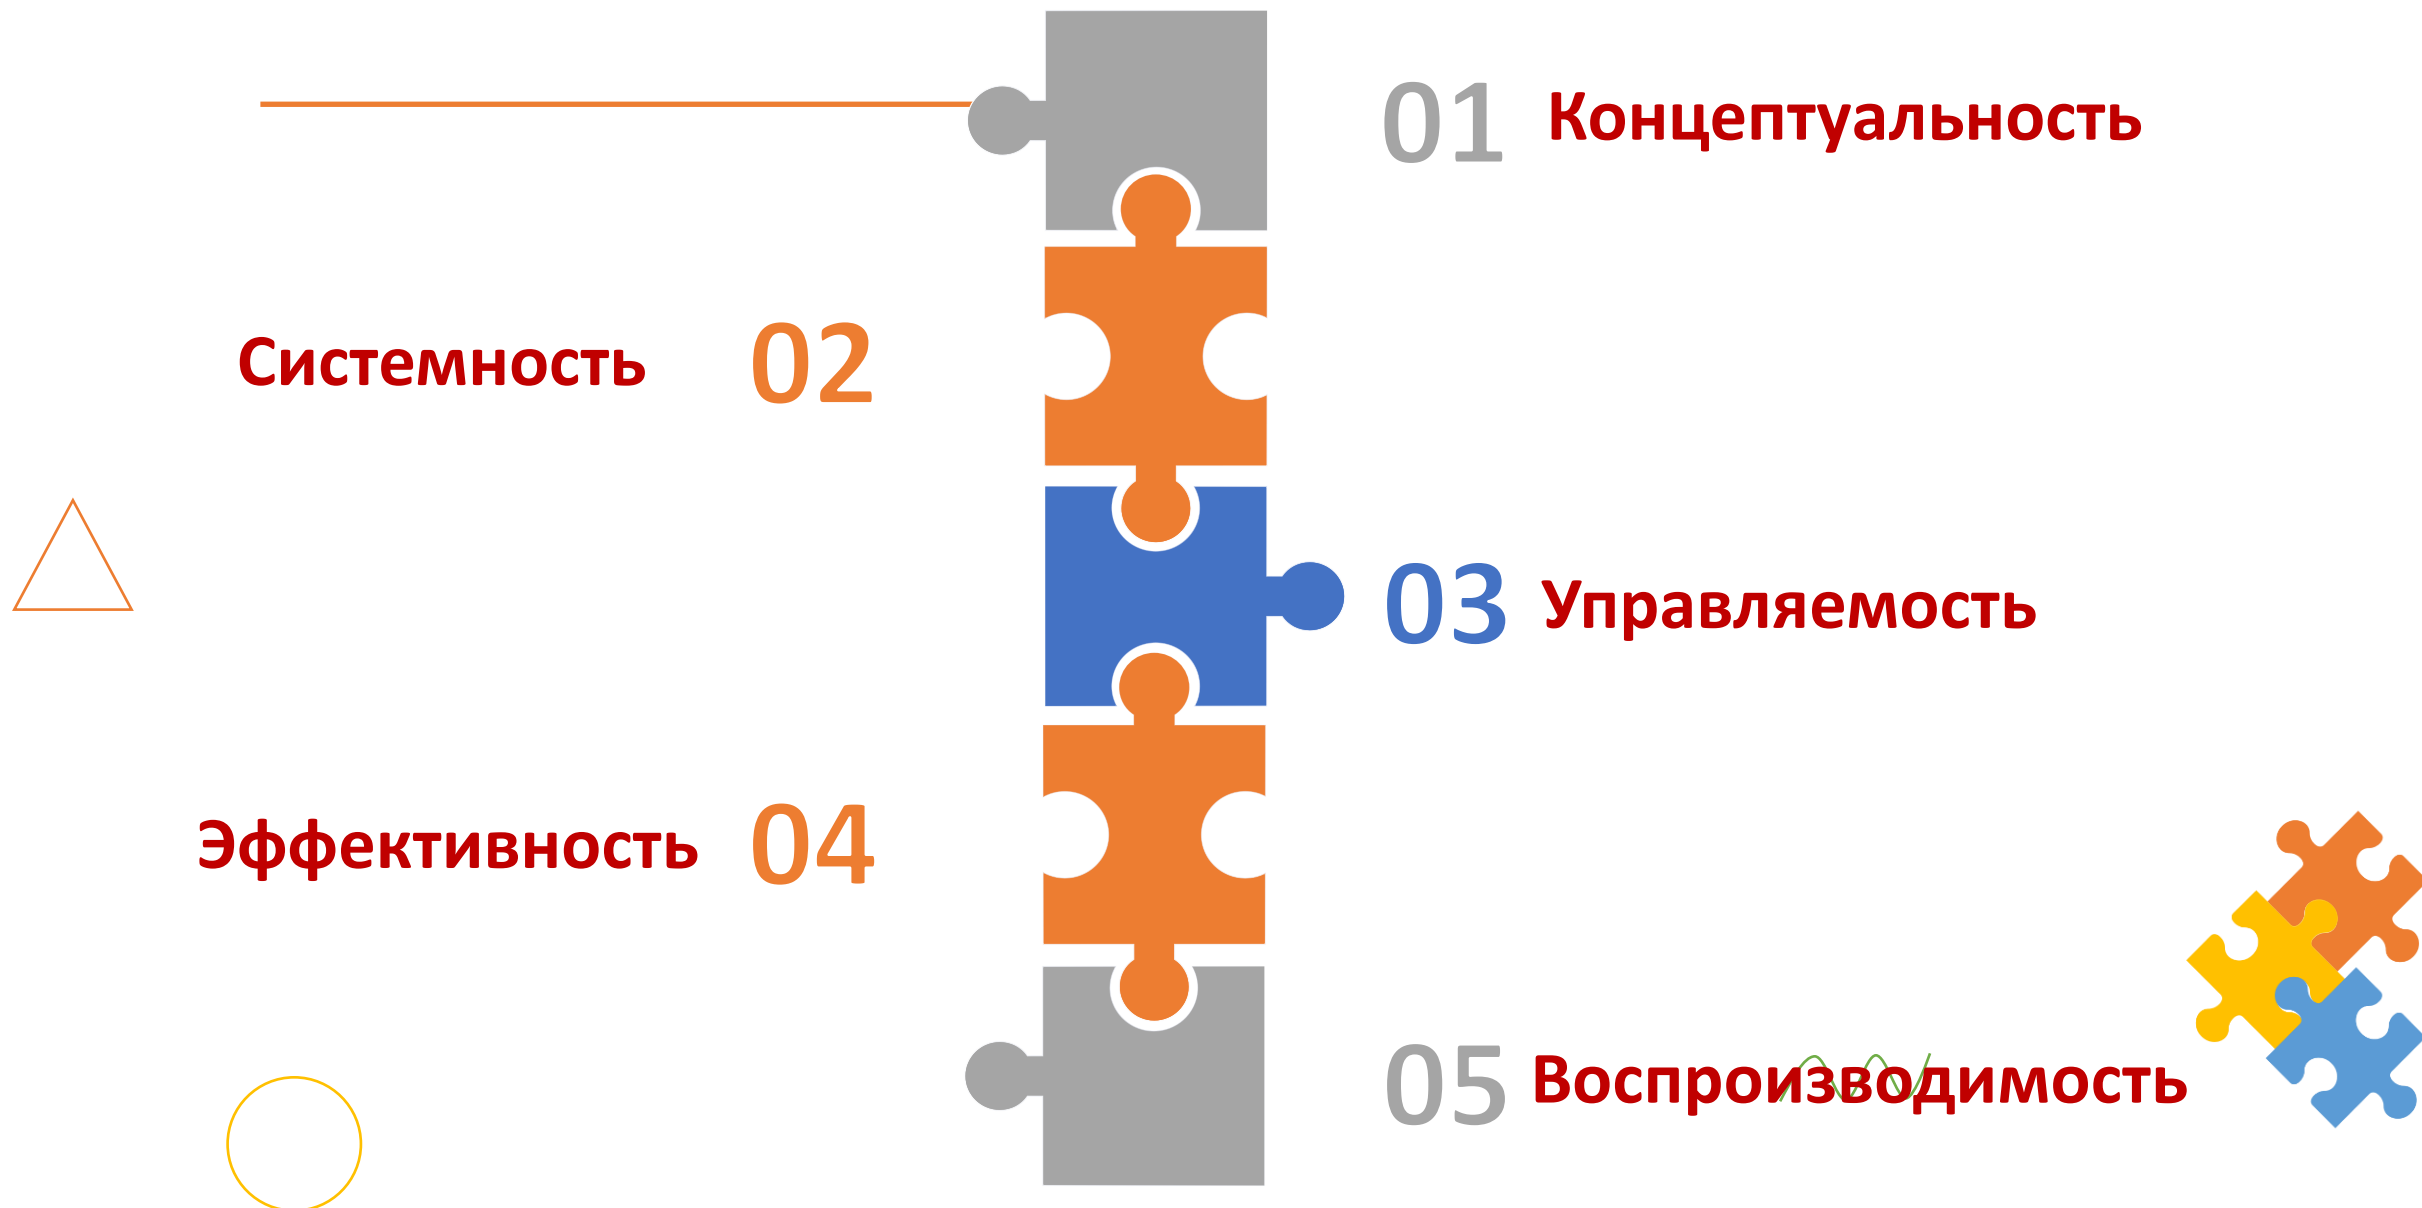 01 Концептуальность
Системность 02
03 Управляемость
Эффективность 04
05 Воспроизводимость